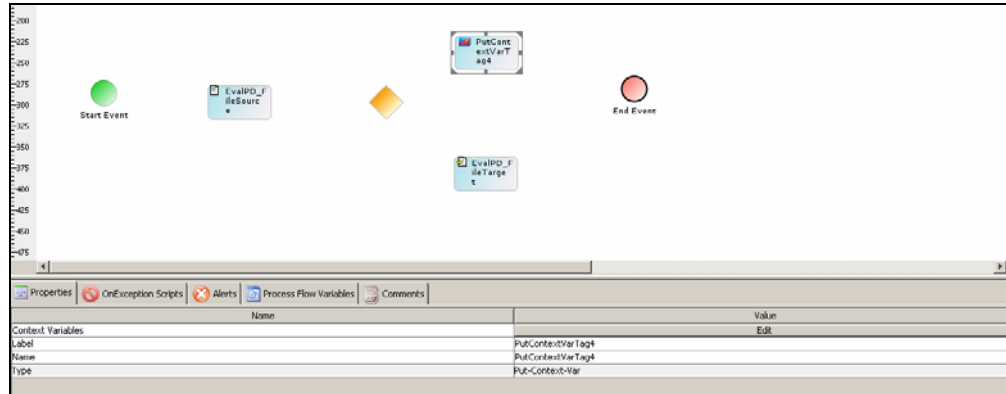 -200
-225
-250
-275
-300
-325
-350
-375
-400
-425
-450
-475
PutCont
extVarT
ag4
EvalPD_F
ileSourc
e
Start Event
End Event
EvalPD_F
ileTarge
t
Properties OnException Scripts Alerts Process Flow Variables Comments
Name Value
Context Variables Edit
Label PutContextVarTag4
Name PutContextVarTag4
Type Put-Context-Var